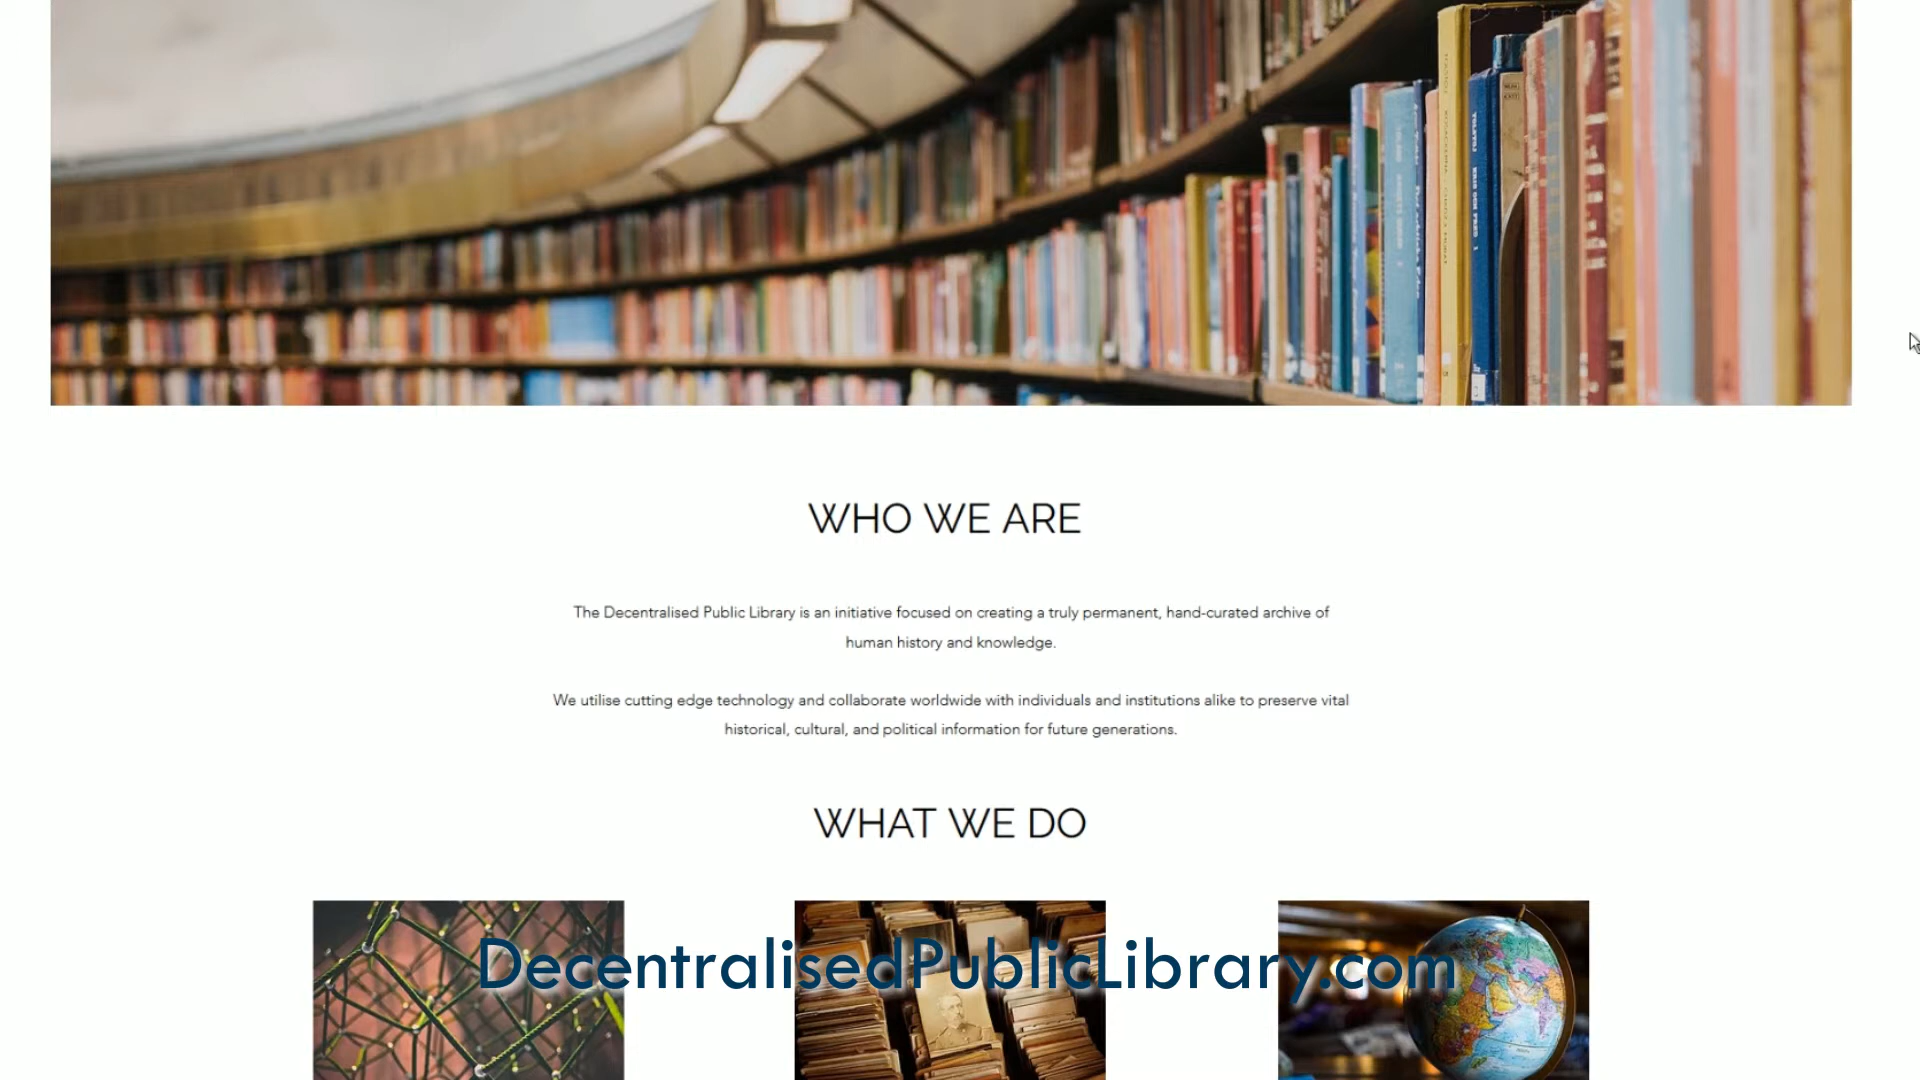 WHO WE ARE
The Decentralised Public Library is an initiative focused on creating a truly permanent, hand-curated archive of
human history and knowledge.
We utilise cutting edge technology and collaborate worldwide with individuals and institutions alike to preserve vital
historical, cultural, and political information for future generations.
WHAT WE DO
DecentralisedPublicLibrary.com